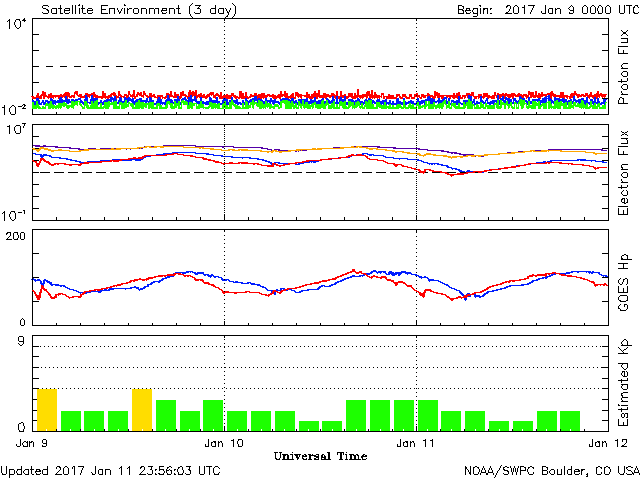 Satellite Environment (3 day) Begin: 2017 Jan 9 0000 UTC
10^4
10^-2
Proton Flux
10^7
10^-1
Electron Flux
200
0
GOES Hp
9
0
Estimated Kp
Jan 9 Jan 10 Jan 11 Jan 12
Universal Time
Updated 2017 Jan 11 23:56:03 UTC NOAA/SWPC Boulder, CO USA